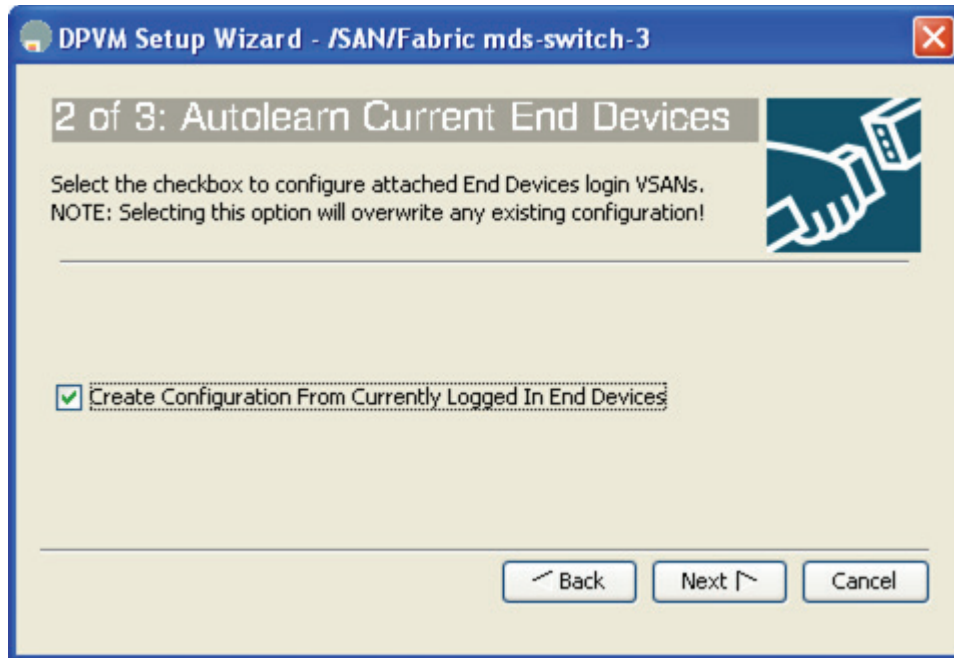 DPVM Setup Wizard - /SAN/Fabric mds-switch-3
2 of 3: Autolearn Current End Devices
Select the checkbox to configure attached End Devices login VSANs.
NOTE: Selecting this option will overwrite any existing configuration!
Create Configuration From Currently Logged In End Devices
Back
Next
Cancel